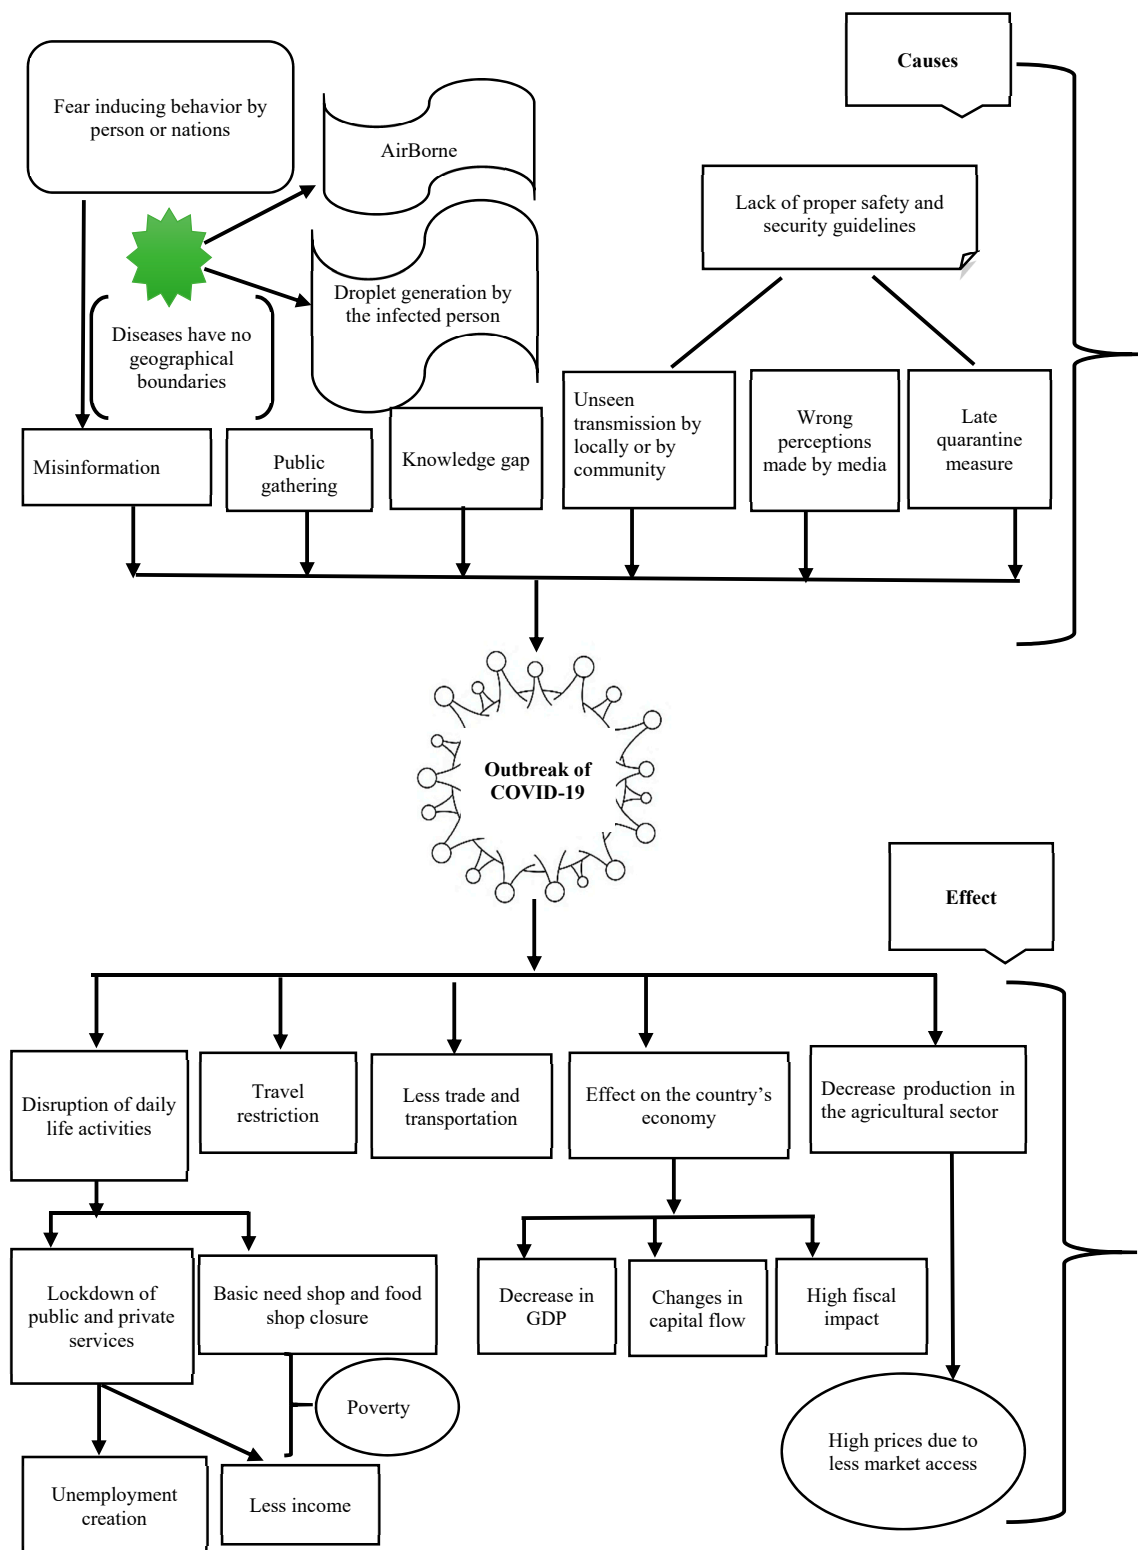 Causes
Fear inducing behavior by
person or nations
AirBorne
Lack of proper safety and
security guidelines
Droplet generation by
the infected person
Diseases have no
geographical
boundaries
Misinformation
Public
gathering
Knowledge gap
Unseen
transmission by
locally or by
community
Wrong
perceptions
made by media
Late
quarantine
measure
Outbreak of
COVID-19
Effect
Disruption of daily
life activities
Travel
restriction
Less trade and
transportation
Effect on the country’s
economy
Decrease production in
the agricultural sector
Lockdown of
public and private
services
Basic need shop and food
shop closure
Decrease in
GDP
Changes in
capital flow
High fiscal
impact
Poverty
High prices due to
less market access
Unemployment
creation
Less income